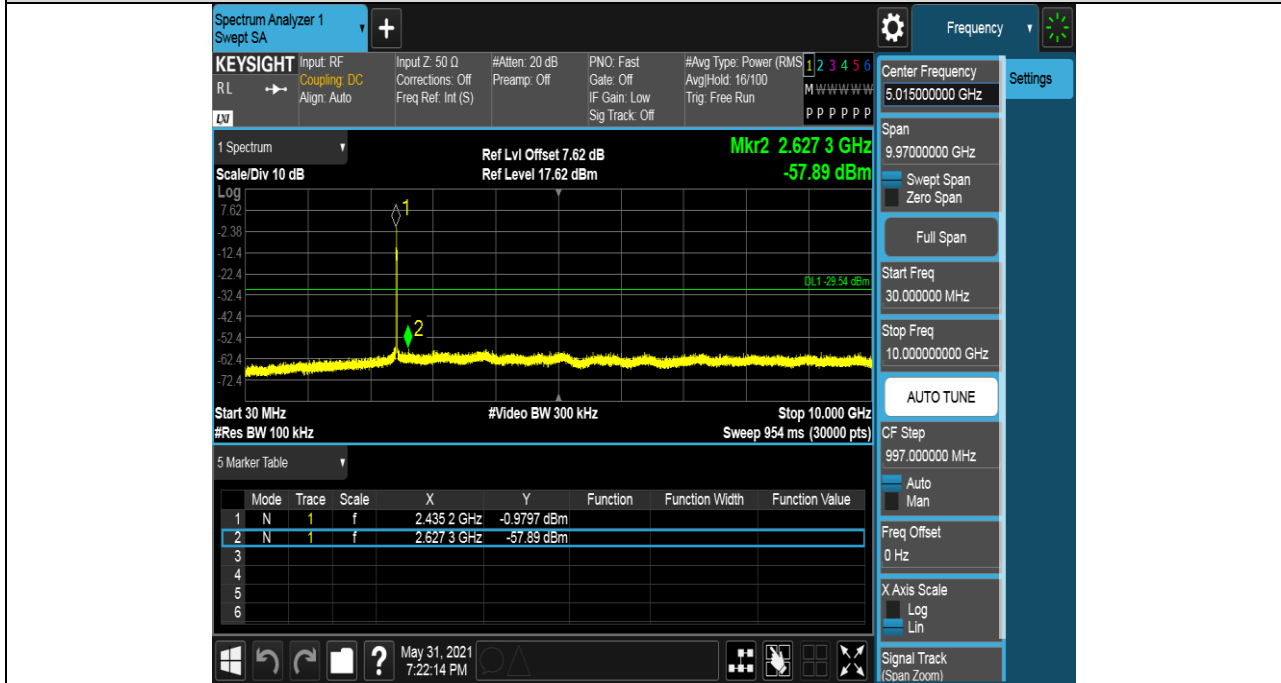 Spectrum Analyzer 1
Swept SA
+
Frequency
KEYSIGHT
RL
LXI
Input: RF
Coupling: DC
Align: Auto
Input Z: 50 Ω
Corrections: Off
Freq Ref: Int (S)
#Atten: 20 dB
Preamp: Off
PNO: Fast
Gate: Off
IF Gain: Low
Sig Track: Off
#Avg Type: Power (RMS
Avg|Hold: 16/100
Trig: Free Run
1 2 3 4 5 6
M W W W W W
P P P P P P
1 Spectrum
Scale/Div 10 dB
Ref Lvl Offset 7.62 dB
Ref Level 17.62 dBm
Mkr2 2.627 3 GHz
-57.89 dBm
Log
7.62
-2.38
-12.4
-22.4
-32.4
-42.4
-52.4
-62.4
-72.4
1
2
DL1 -29.54 dBm
Start 30 MHz
#Video BW 300 kHz
Stop 10.000 GHz
#Res BW 100 kHz
Sweep 954 ms (30000 pts)
5 Marker Table
Mode Trace Scale X Y Function Function Width Function Value
1 N 1 f 2.435 2 GHz -0.9797 dBm
2 N 1 f 2.627 3 GHz -57.89 dBm
3
4
5
6
?
May 31, 2021
7:22:14 PM
Center Frequency
5.015000000 GHz
Settings
Span
9.97000000 GHz
Swept Span
Zero Span
Full Span
Start Freq
30.000000 MHz
Stop Freq
10.000000000 GHz
AUTO TUNE
CF Step
997.000000 MHz
Auto
Man
Freq Offset
0 Hz
X Axis Scale
Log
Lin
Signal Track
(Span Zoom)